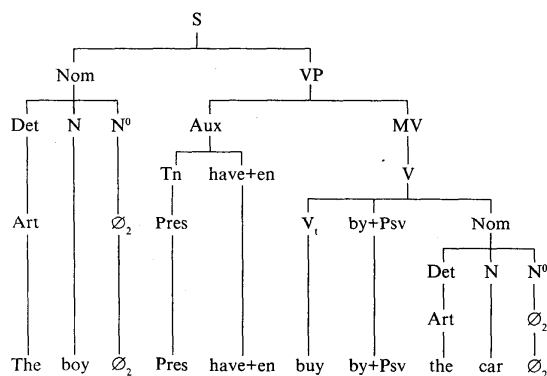 S
Nom VP
Det N N⁰ Aux MV
Tn have+en V
Art ∅₂ Pres Vₜ by+Psv Nom
Det N N⁰
Art ∅₂
The boy ∅₂ Pres have+en buy by+Psv the car ∅₂